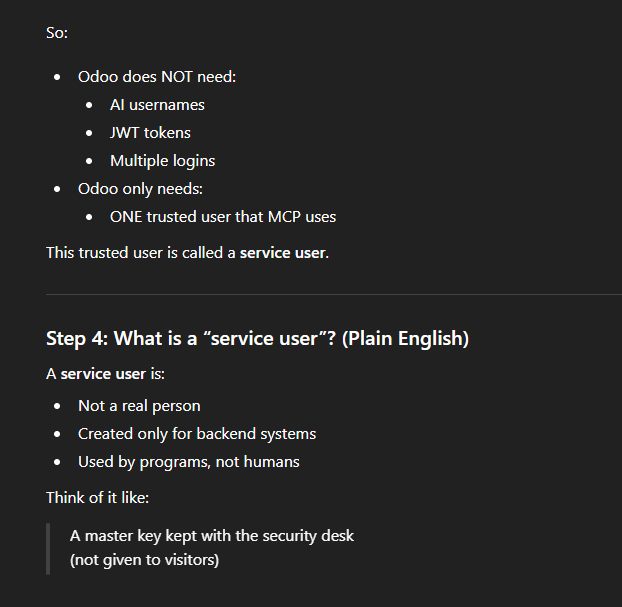 So:
• Odoo does NOT need:
• AI usernames
• JWT tokens
• Multiple logins
• Odoo only needs:
• ONE trusted user that MCP uses
This trusted user is called a service user.
Step 4: What is a “service user”? (Plain English)
A service user is:
• Not a real person
• Created only for backend systems
• Used by programs, not humans
Think of it like:
A master key kept with the security desk
(not given to visitors)